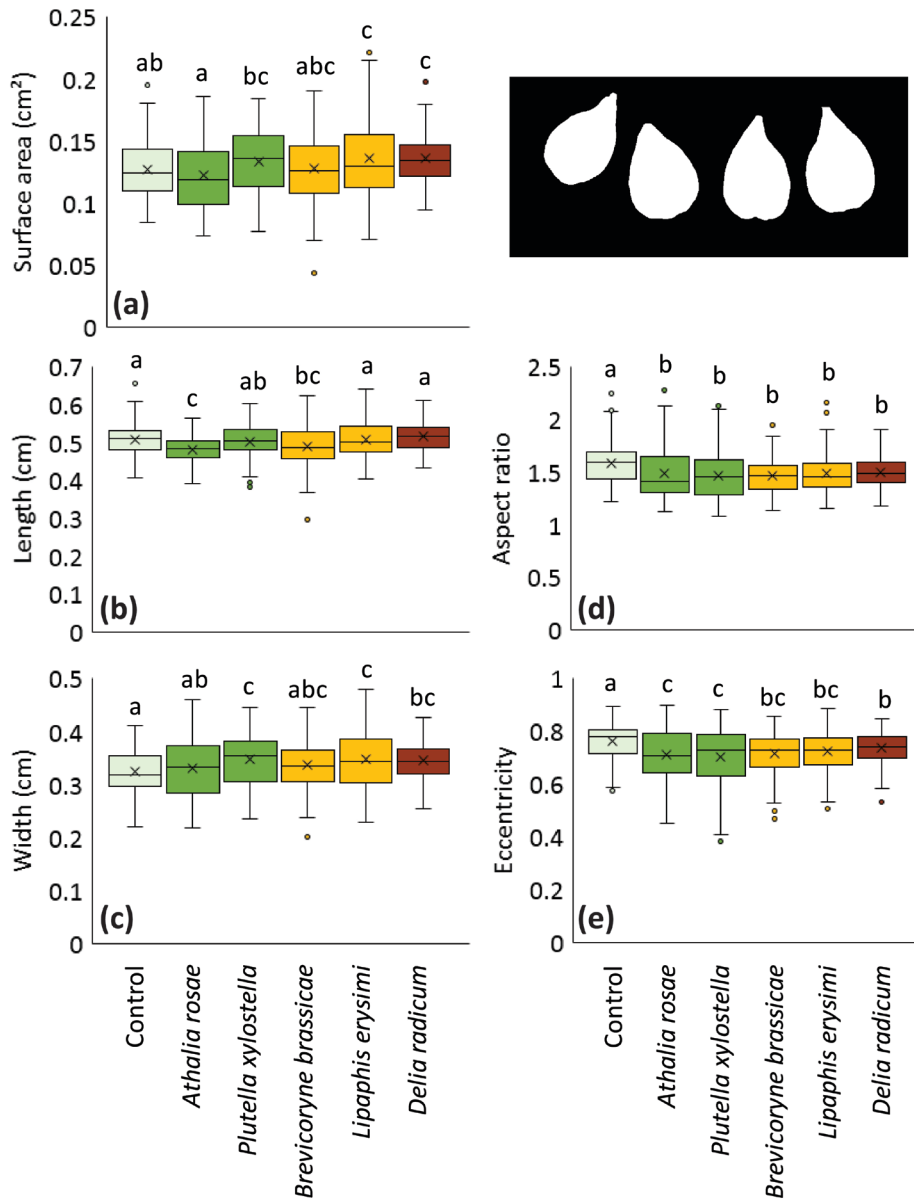 0.25
0.2
0.15
0.1
0.05
0
Surface area (cm²)
ab
a
bc
abc
c
c
(a)
0.7
0.6
0.5
0.4
0.3
0.2
0.1
0
Length (cm)
a
c
ab
bc
a
a
(b)
2.5
2
1.5
1
0.5
0
Aspect ratio
a
b
b
b
b
b
(d)
0.5
0.4
0.3
0.2
0.1
0
Width (cm)
a
ab
c
abc
c
bc
(c)
1
0.8
0.6
0.4
0.2
0
Eccentricity
a
c
c
bc
bc
b
(e)
Control
Athalia rosae
Plutella xylostella
Brevicoryne brassicae
Lipaphis erysimi
Delia radicum
Control
Athalia rosae
Plutella xylostella
Brevicoryne brassicae
Lipaphis erysimi
Delia radicum